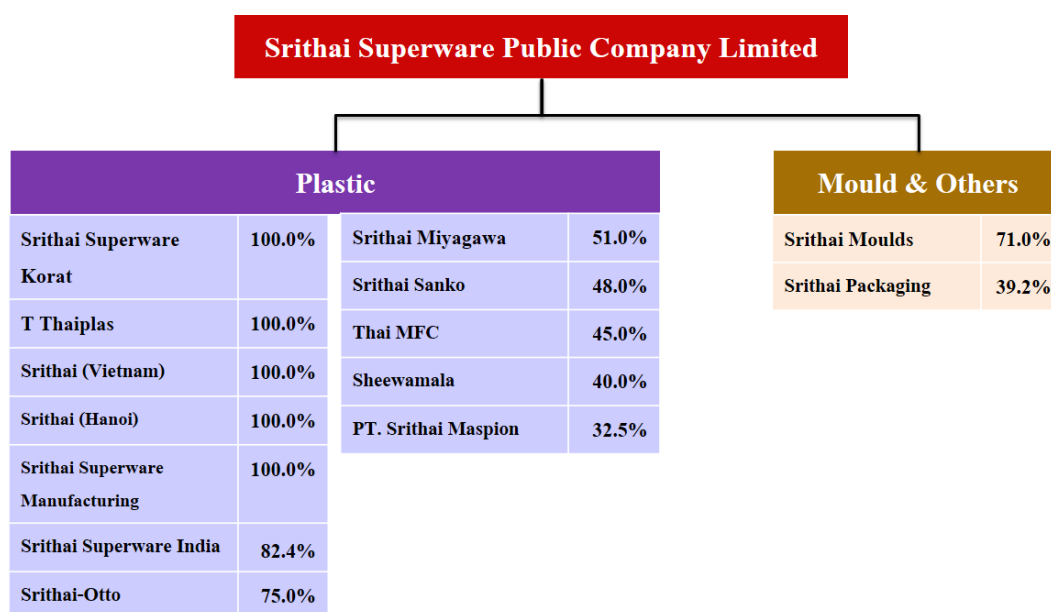 Srithai Superware Public Company Limited
Plastic
Srithai Superware
Korat
100.0%
T Thaiplas
100.0%
Srithai (Vietnam)
100.0%
Srithai (Hanoi)
100.0%
Srithai Superware
Manufacturing
100.0%
Srithai Superware India
82.4%
Srithai-Otto
75.0%
Srithai Miyagawa
51.0%
Srithai Sanko
48.0%
Thai MFC
45.0%
Sheewamala
40.0%
PT. Srithai Maspion
32.5%
Mould & Others
Srithai Moulds
71.0%
Srithai Packaging
39.2%